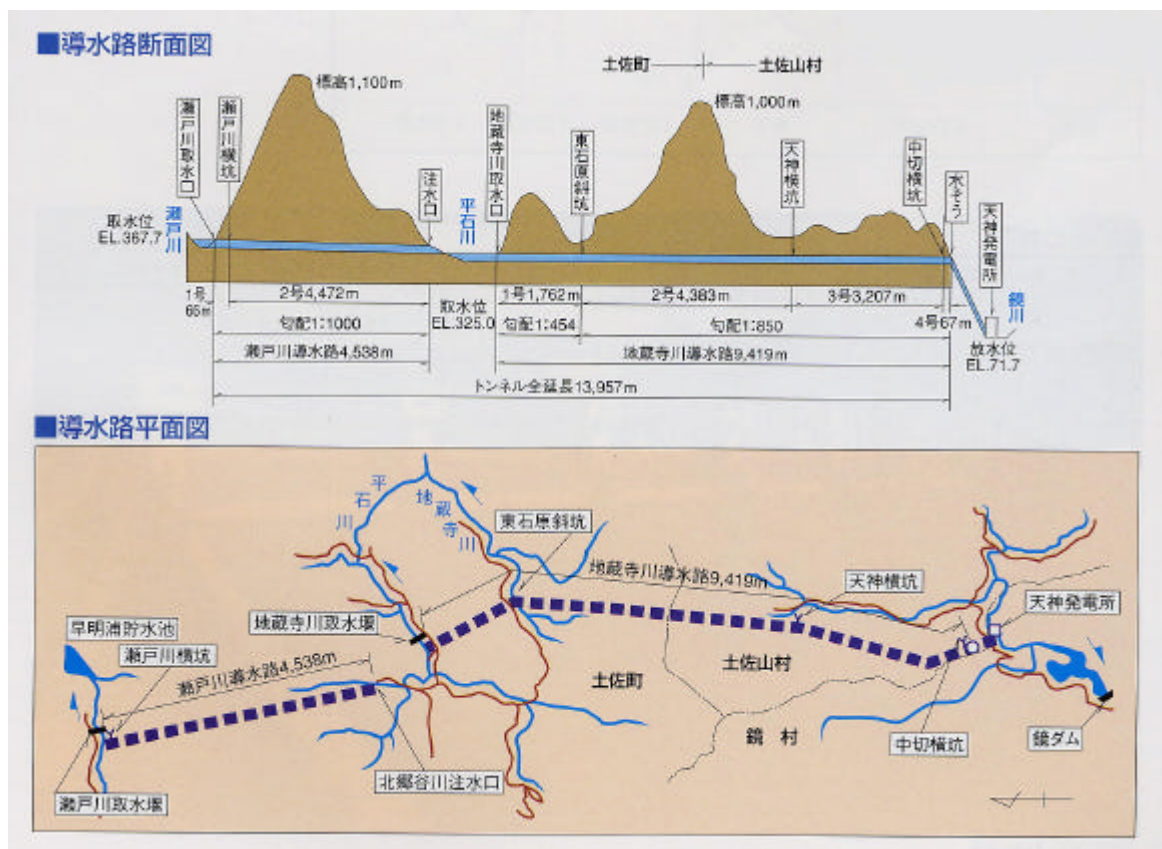 ■導水路断面図
土佐町
土佐山村
標高1,100m
標高1,000m
瀬戸川取水口
瀬戸川横坑
注水口
地蔵寺川取水口
東石原斜坑
天神横坑
中切横坑
水そう
天神発電所
取水位
EL.367.7
瀬戸川
平石川
鏡川
1号
66m
2号4,472m
取水位
EL.325.0
1号1,762m
2号4,383m
3号3,207m
4号67m
勾配1:1000
勾配1:454
勾配1:850
放水位
EL.71.7
瀬戸川導水路4,538m
地蔵寺川導水路9,419m
トンネル全延長13,957m
■導水路平面図
平石川
地蔵寺川
東石原斜坑
地蔵寺川導水路9,419m
天神横坑
天神発電所
地蔵寺川取水堰
早明浦貯水池
瀬戸川横坑
瀬戸川導水路4,538m
土佐町
土佐山村
鏡村
中切横坑
鏡ダム
北郷谷川注水口
瀬戸川取水堰